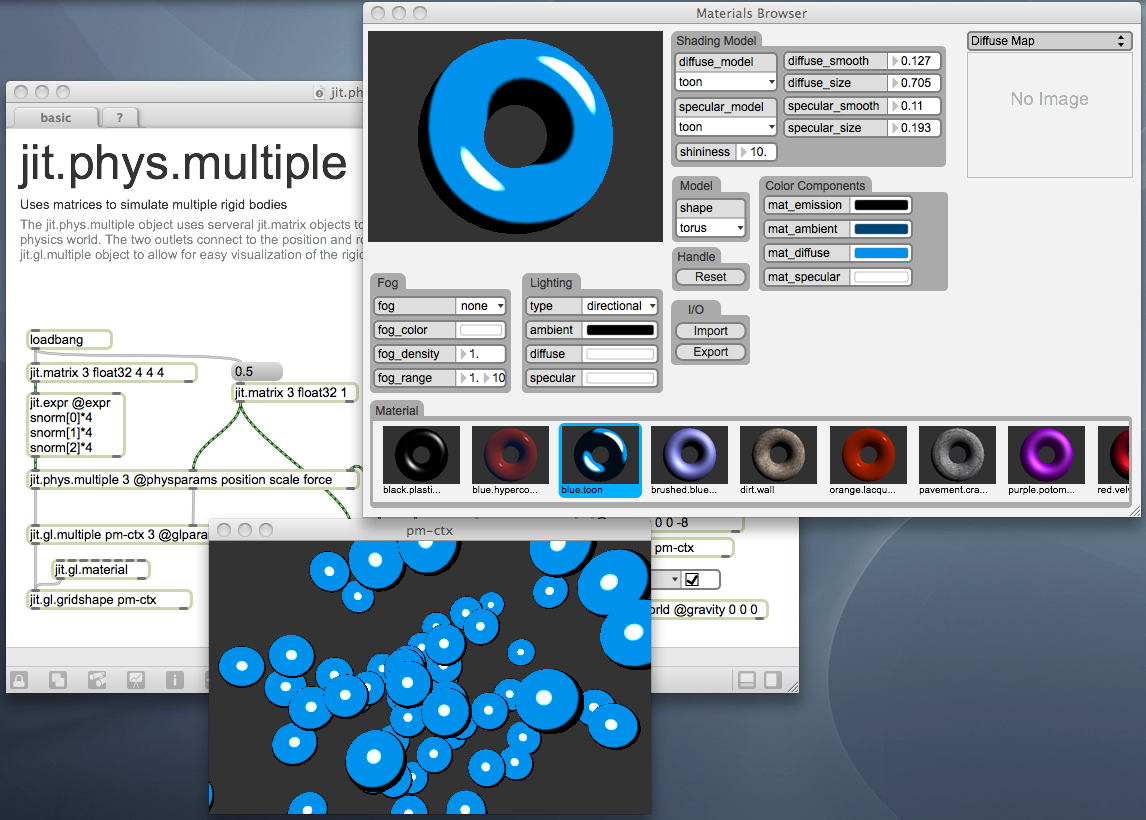 Materials Browser
Shading Model
diffuse_model
toon
specular_model
toon
shininess 10.
diffuse_smooth 0.127
diffuse_size 0.705
specular_smooth 0.11
specular_size 0.193
Diffuse Map
No Image
Model
shape
torus
Handle
Reset
I/O
Import
Export
Color Components
mat_emission
mat_ambient
mat_diffuse
mat_specular
Fog
fog none
fog_color
fog_density 1.
fog_range 1. 10
Lighting
type directional
ambient
diffuse
specular
Material
black.plasti...
blue.hyperco...
blue.toon
brushed.blue...
dirt.wall
orange.lacqu...
pavement.cra...
purple.potom...
red.vel
jit.ph
basic ?
jit.phys.multiple
Uses matrices to simulate multiple rigid bodies
The jit.phys.multiple object uses serveral jit.matrix objects to
physics world. The two outlets connect to the position and ro
jit.gl.multiple object to allow for easy visualization of the rigid
loadbang
jit.matrix 3 float32 4 4 4
0.5
jit.matrix 3 float32 1
jit.expr @expr
snorm[0]*4
snorm[1]*4
snorm[2]*4
jit.phys.multiple 3 @physparams position scale force
jit.gl.multiple pm-ctx 3 @glpara
jit.gl.material
jit.gl.gridshape pm-ctx
pm-ctx
0 0 -8
pm-ctx
orld @gravity 0 0 0